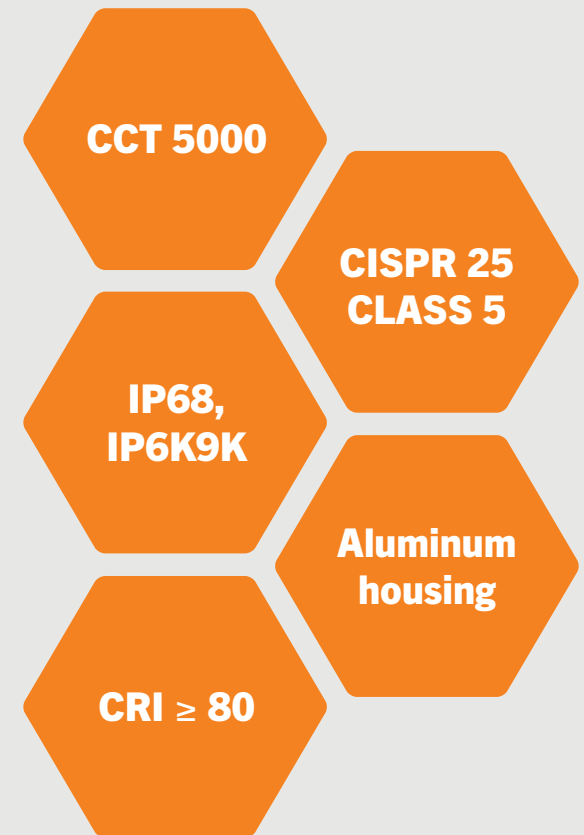 CCT 5000
CISPR 25
CLASS 5
IP68,
IP6K9K
Aluminum
housing
CRI ≥ 80